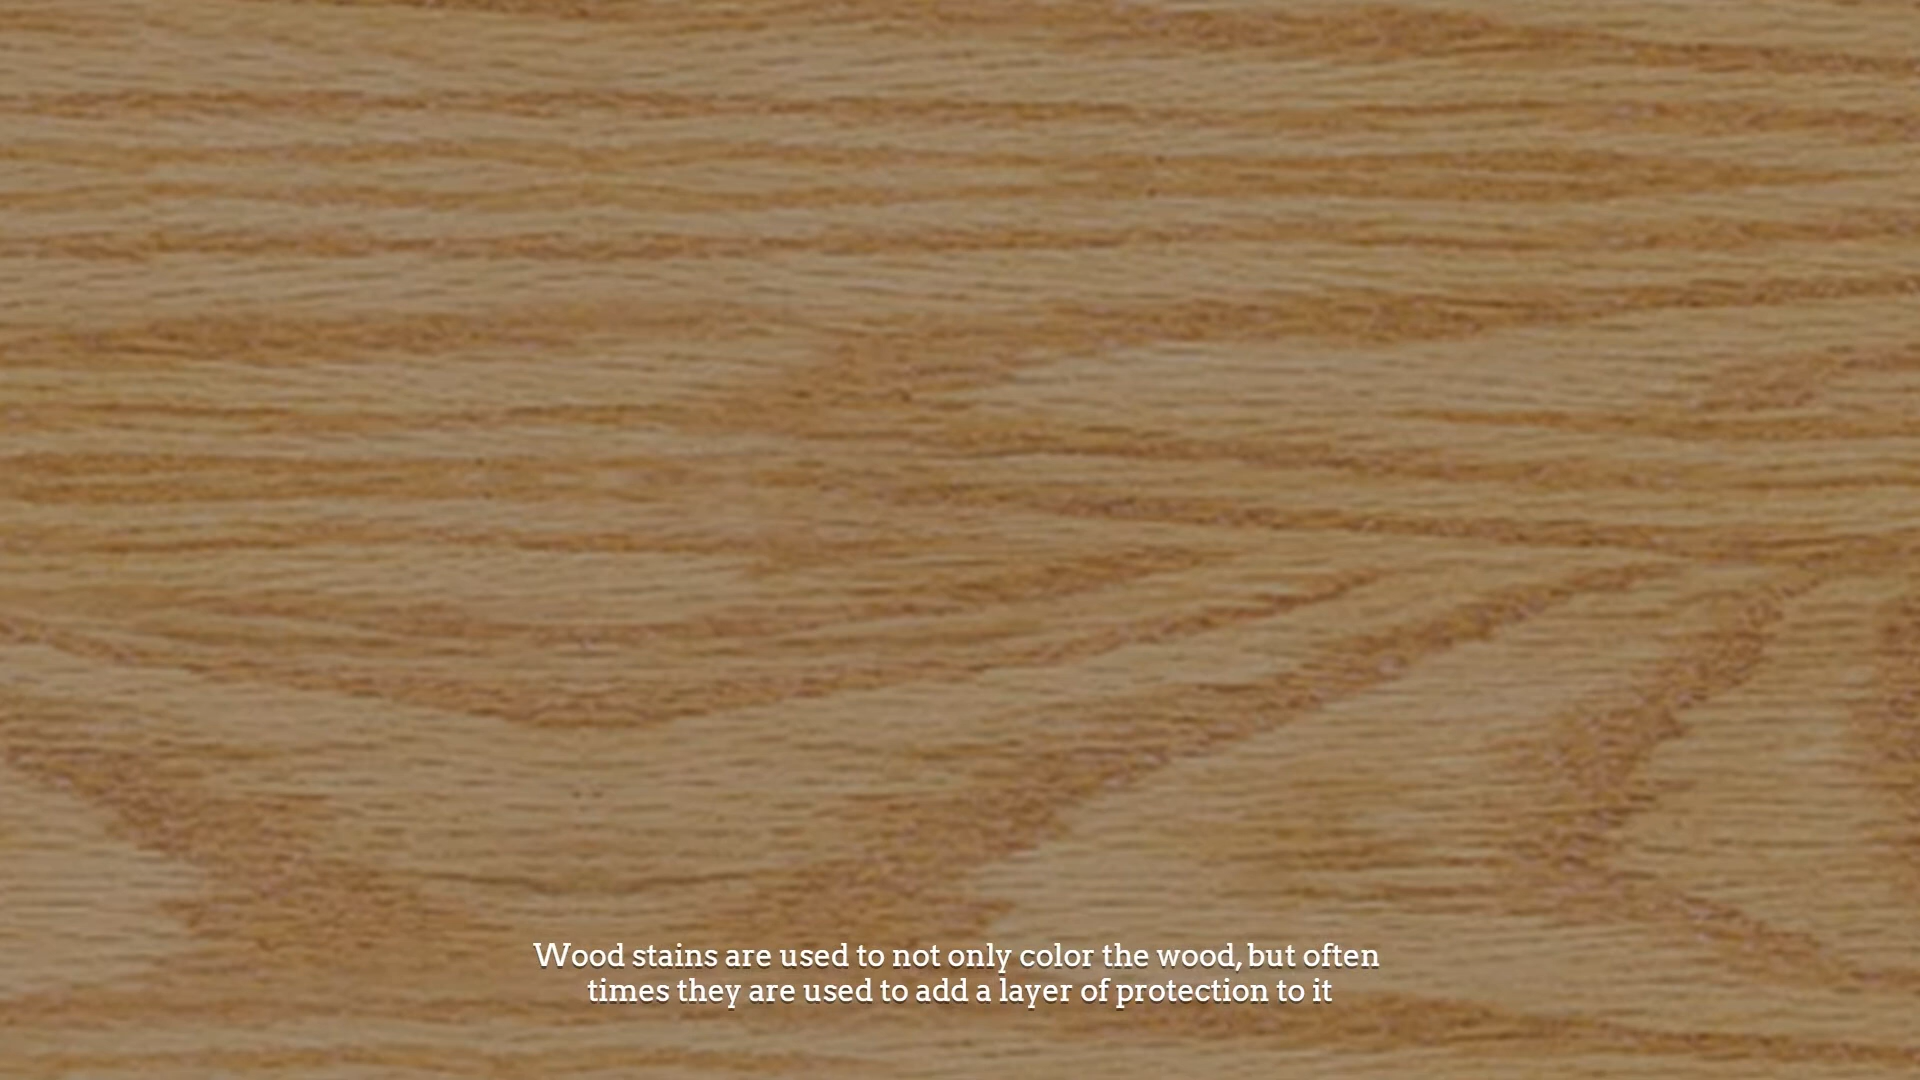 Wood stains are used to not only color the wood, but often
times they are used to add a layer of protection to it